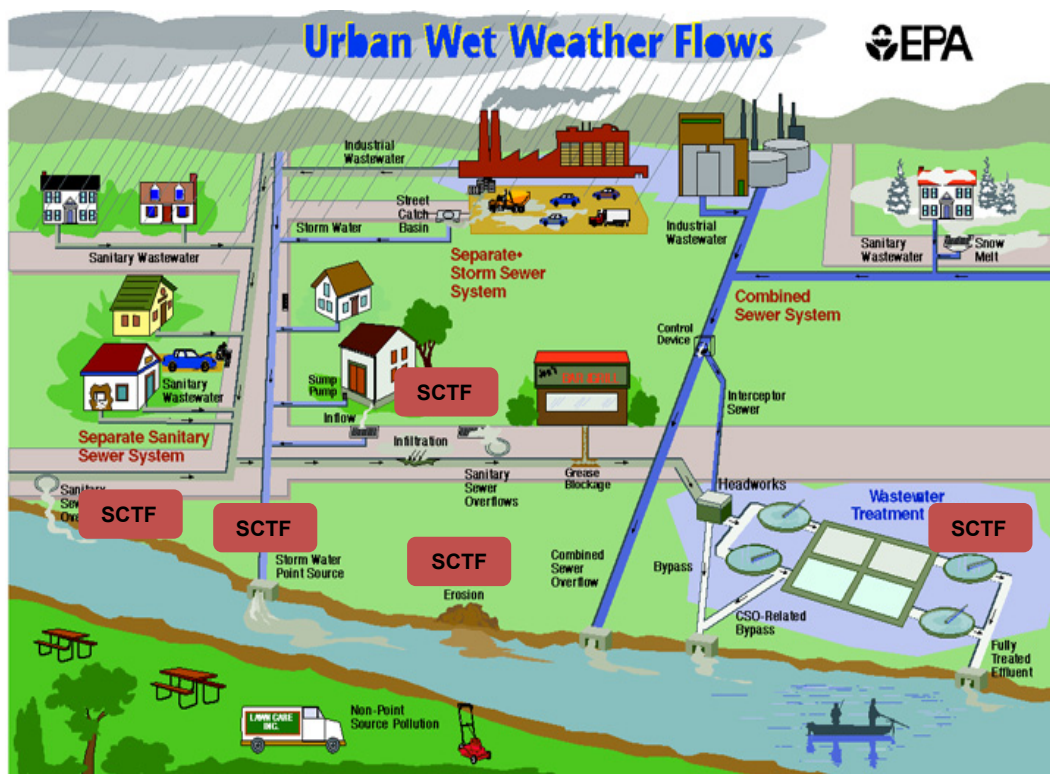 Urban Wet Weather Flows
EPA
Industrial
Wastewater
Street
Catch
Basin
Storm Water
Separate
Storm Sewer
System
Industrial
Wastewater
Sanitary
Wastewater
Snow
Melt
Combined
Sewer System
Sanitary Wastewater
Control
Device
Sump
Pump
SCTF
Sanitary
Wastewater
Interceptor
Sewer
Inflow
Separate Sanitary
Sewer System
Infiltration
Sanitary
Sewer
Overflows
Grease
Blockage
Headworks
Wastewater
Treatment
SCTF
SCTF
SCTF
SCTF
Storm Water
Point Source
Erosion
Combined
Sewer
Overflow
Bypass
CSO-Related
Bypass
Fully
Treated
Effluent
LAWN CARE
INC.
Non-Point
Source Pollution